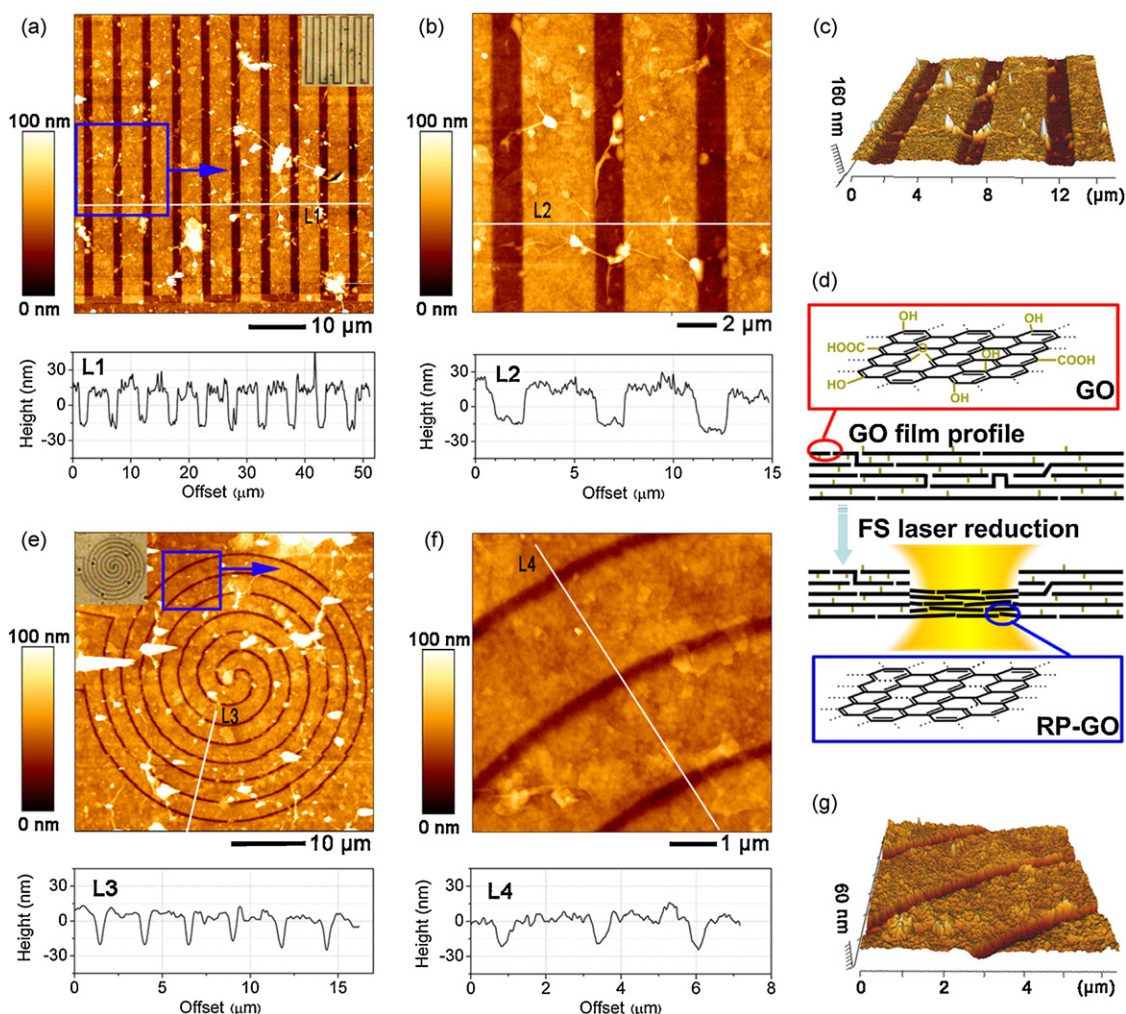 (a)
100 nm
0 nm
L1
10 µm
L1
Height (nm)
30
0
-30
0 10 20 30 40 50
Offset (µm)
(b)
100 nm
0 nm
L2
2 µm
L2
Height (nm)
30
0
-30
0 5 10 15
Offset (µm)
(c)
160 nm
0 4 8 12 (µm)
(d)
OH
OH
HOOC
O
OH
COOH
HO
OH
GO
GO film profile
FS laser reduction
RP-GO
(e)
100 nm
0 nm
L3
10 µm
L3
Height (nm)
30
0
-30
0 5 10 15
Offset (µm)
(f)
100 nm
0 nm
L4
1 µm
L4
Height (nm)
30
0
-30
0 2 4 6 8
Offset (µm)
(g)
60 nm
0 2 4 (µm)